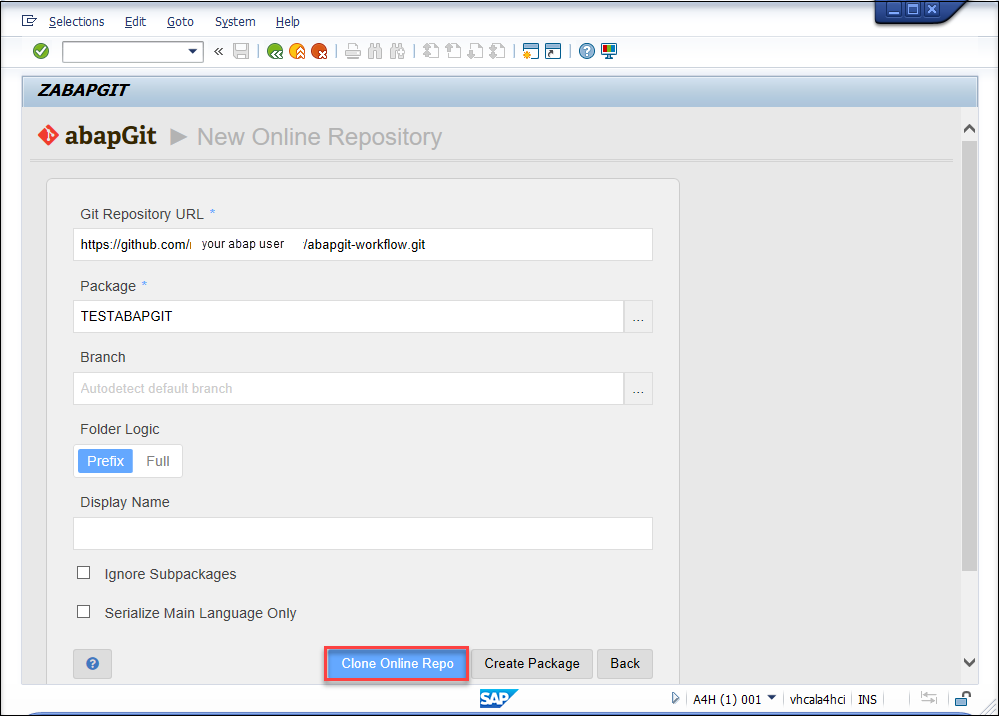 Selections Edit Goto System Help
ZABAPGIT
abapGit New Online Repository
Git Repository URL *
https://github.com/ your abap user /abapgit-workflow.git
Package *
TESTABAPGIT ...
Branch
Autodetect default branch ...
Folder Logic
Prefix Full
Display Name
Ignore Subpackages
Serialize Main Language Only
? Clone Online Repo Create Package Back
SAP A4H (1) 001 vhcala4hci INS